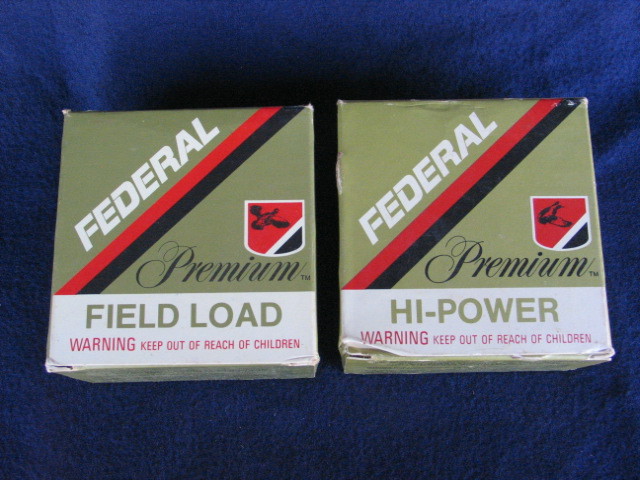 FEDERAL
Premium™
FIELD LOAD
WARNING KEEP OUT OF REACH OF CHILDREN
FEDERAL
Premium™
HI-POWER
WARNING KEEP OUT OF REACH OF CHILDREN